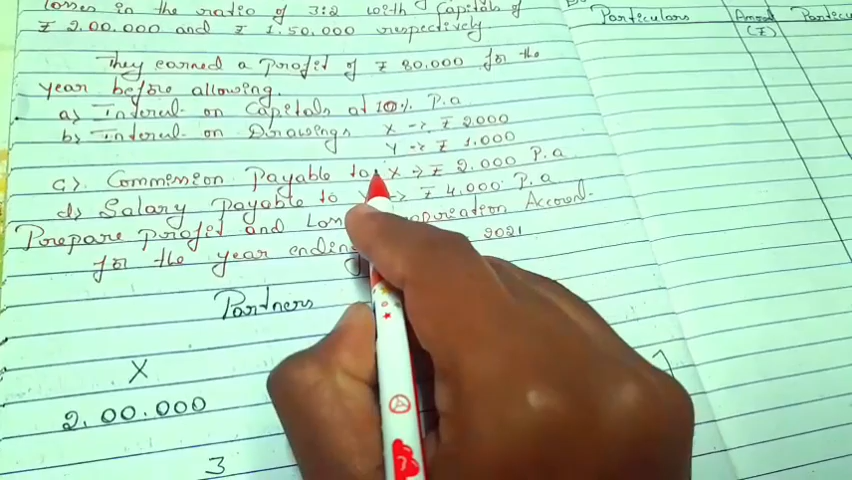 losses in the ratio of 3:2 with Capitals of
₹ 2.00.000 and ₹ 1.50.000 respectively
They earned a Profit of ₹ 80.000 for the
year before allowing.
a) Interest on Capitals at 10% P.a
b) Interest on Drawings X → ₹ 2000
Y → ₹ 1.000
c). Commission Payable to X → ₹ 2.000 P.a
d) Salary payable to Y → ₹ 4.000 P.a
Prepare profit and Loss Account
for the year ending 2021
Partners
X
2.00.000
3
Particulars Amount
(₹)